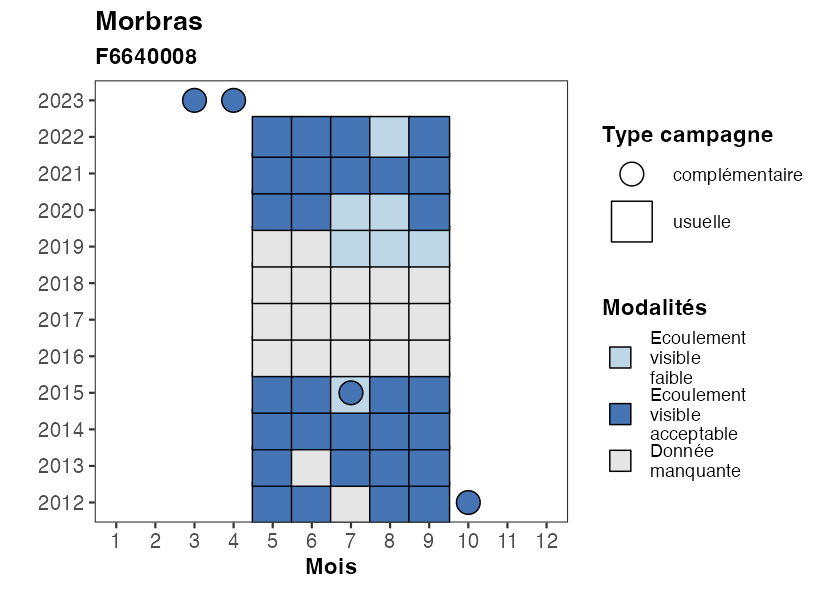 Morbras
F6640008
2023
2022
2021
2020
2019
2018
2017
2016
2015
2014
2013
2012
1 2 3 4 5 6 7 8 9 10 11 12
Mois
Type campagne
complémentaire
usuelle
Modalités
Ecoulement
visible
faible
Ecoulement
visible
acceptable
Donnée
manquante